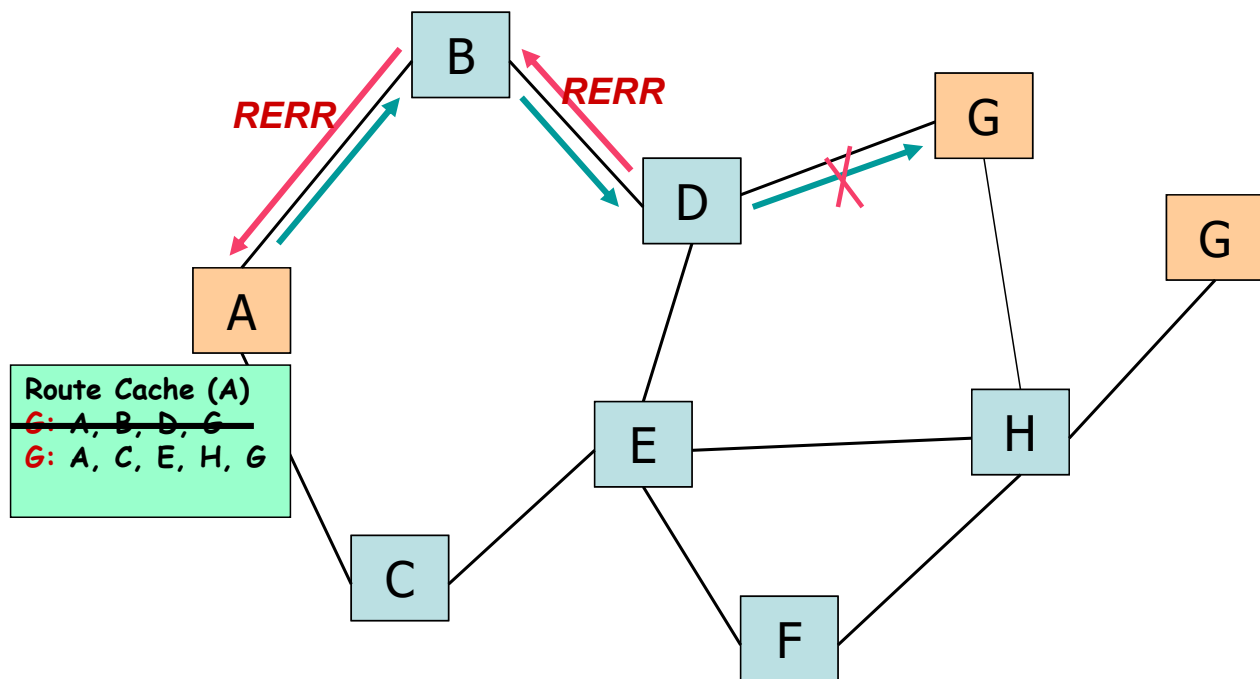 B
RERR
RERR
G
D
G
A
Route Cache (A)
G: A, B, D, G
G: A, C, E, H, G
E
H
C
F